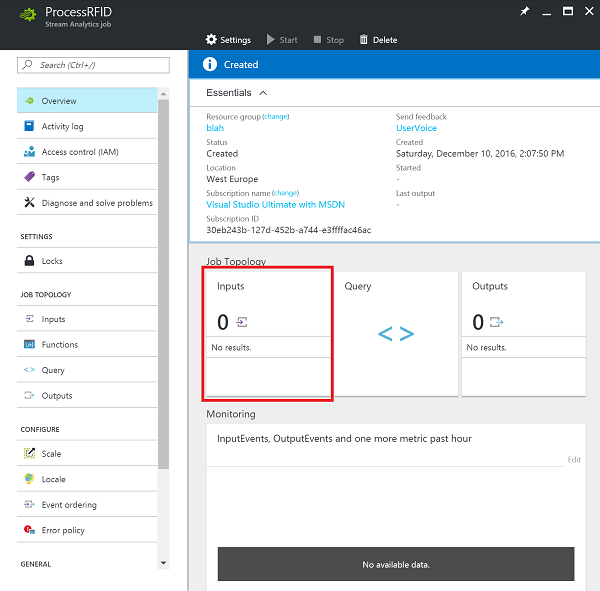 ProcessRFID
Stream Analytics job
Settings Start Stop Delete
Search (Ctrl+/)
Overview
Activity log
Access control (IAM)
Tags
Diagnose and solve problems
SETTINGS
Locks
JOB TOPOLOGY
Inputs
Functions
Query
Outputs
CONFIGURE
Scale
Locale
Event ordering
Error policy
GENERAL
Created
Essentials
Resource group (change)
blah
Status
Created
Location
West Europe
Subscription name (change)
Visual Studio Ultimate with MSDN
Subscription ID
30eb243b-127d-452b-a744-e3ffffac46ac
Send feedback
UserVoice
Created
Saturday, December 10, 2016, 2:07:50 PM
Started
-
Last output
-
Job Topology
Inputs
0
No results.
Query
< >
Outputs
0
No results.
Monitoring
InputEvents, OutputEvents and one more metric past hour
Edit
No available data.